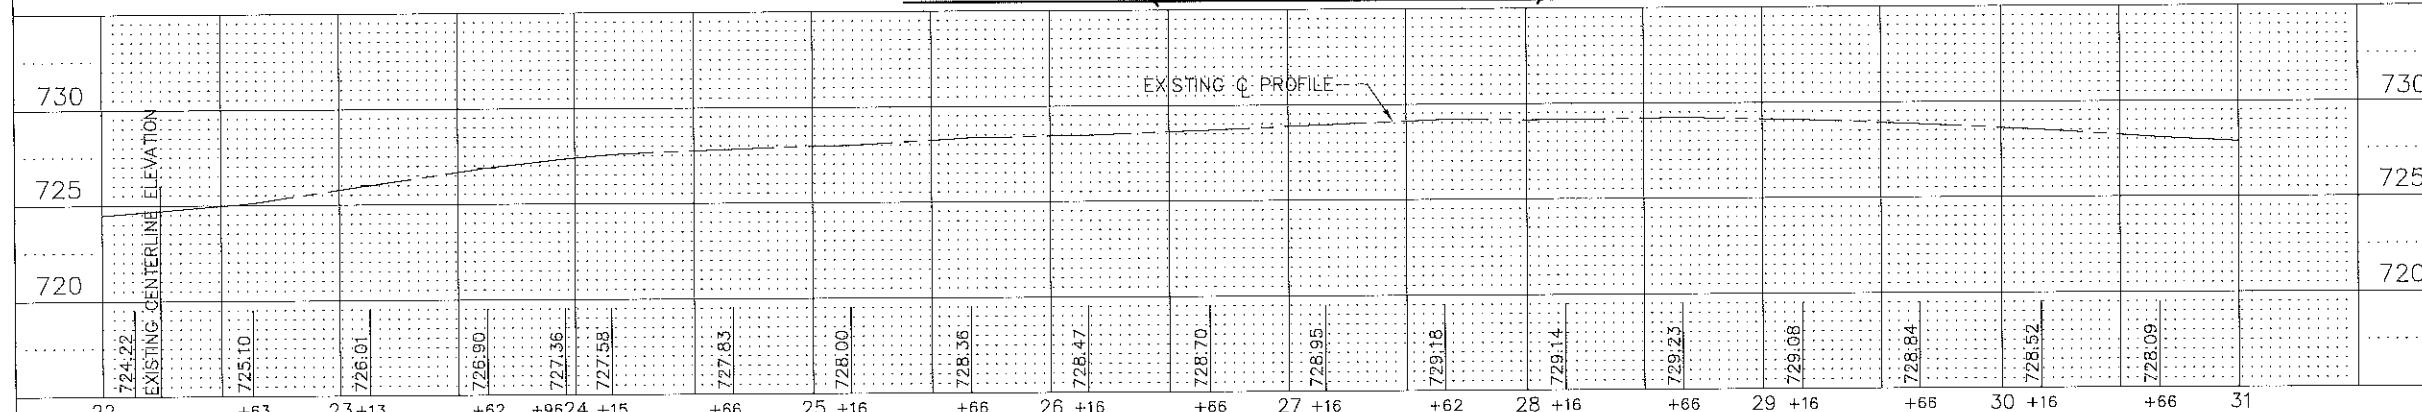 730
730
EXISTING ℄ PROFILE
725
725
720
720
EXISTING CENTERLINE ELEVATION
724.22 725.10 726.01 726.90 727.36 727.58 727.83 728.00 728.36 728.47 728.70 728.95 729.18 729.14 729.23 729.08 728.84 728.52 728.09
22 +63 23 +13 +62 +96 24 +15 +66 25 +16 +66 26 +16 +66 27 +16 +62 28 +16 +66 29 +16 +66 30 +16 +66 31